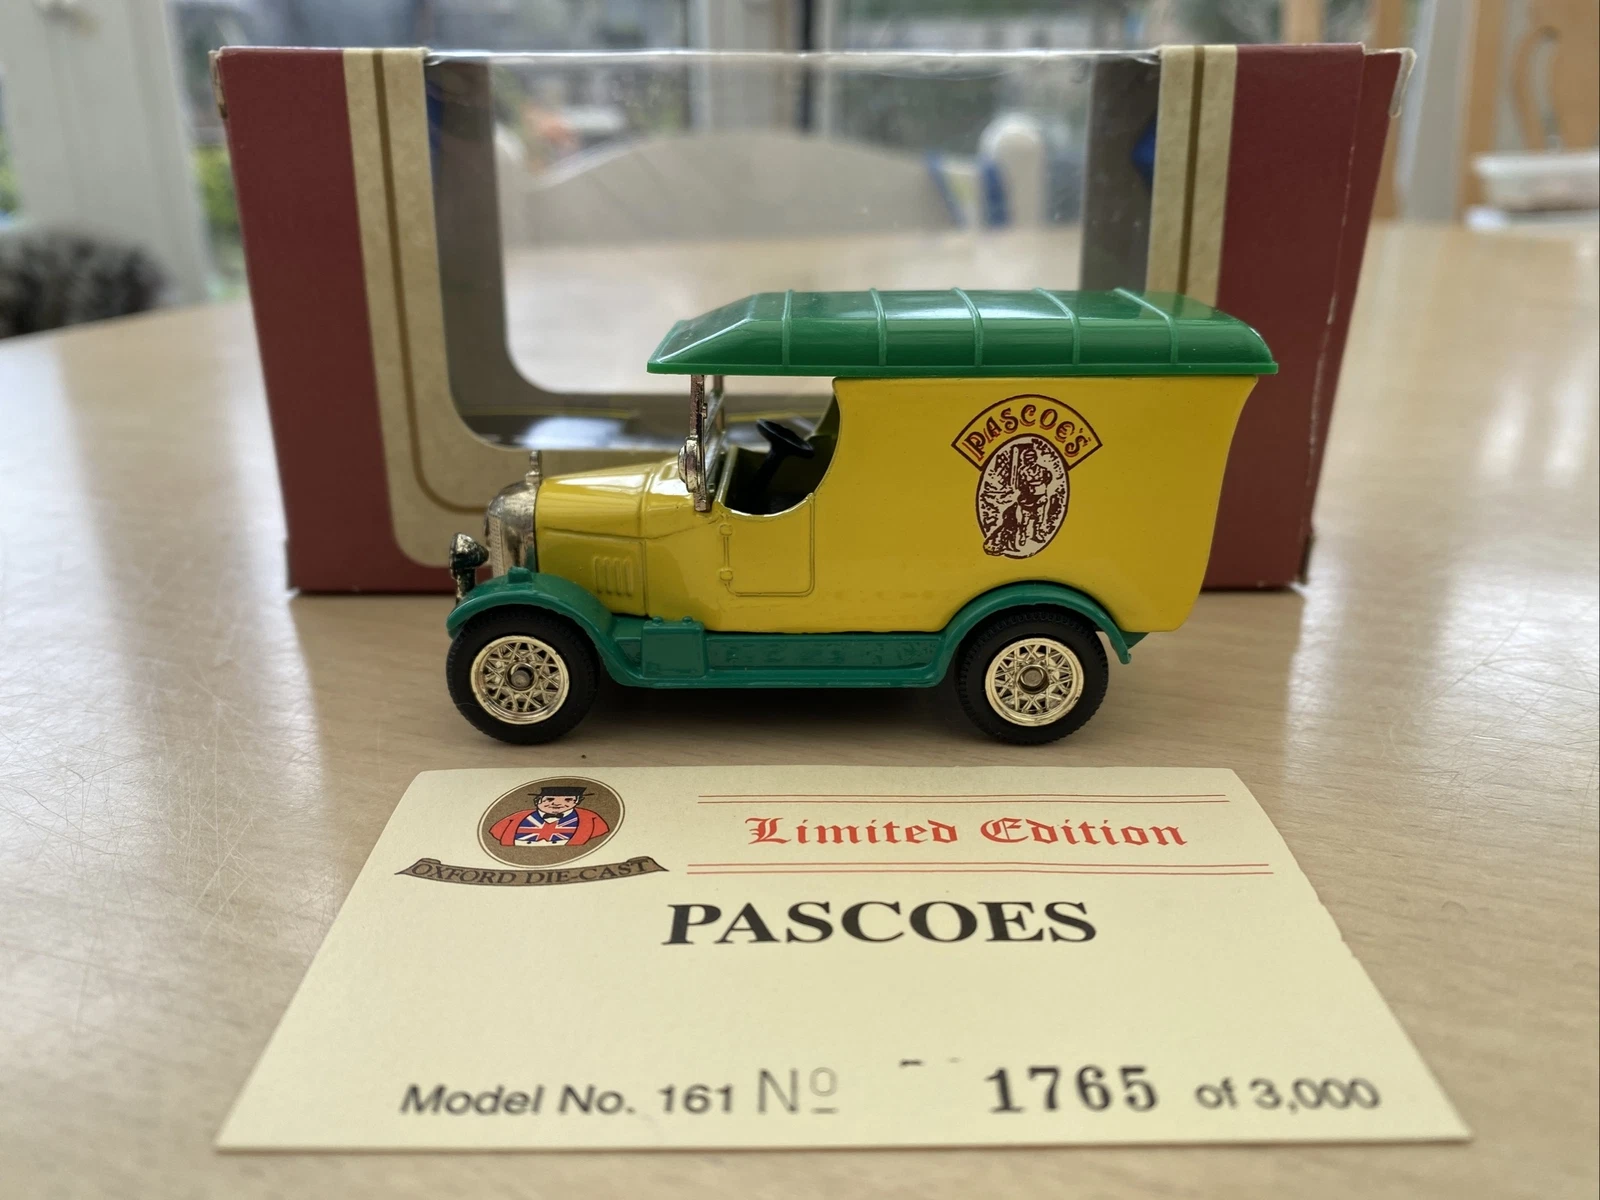 PASCOE'S
OXFORD DIE-CAST
Limited Edition
PASCOES
Model No. 161 Nº 1765 of 3,000